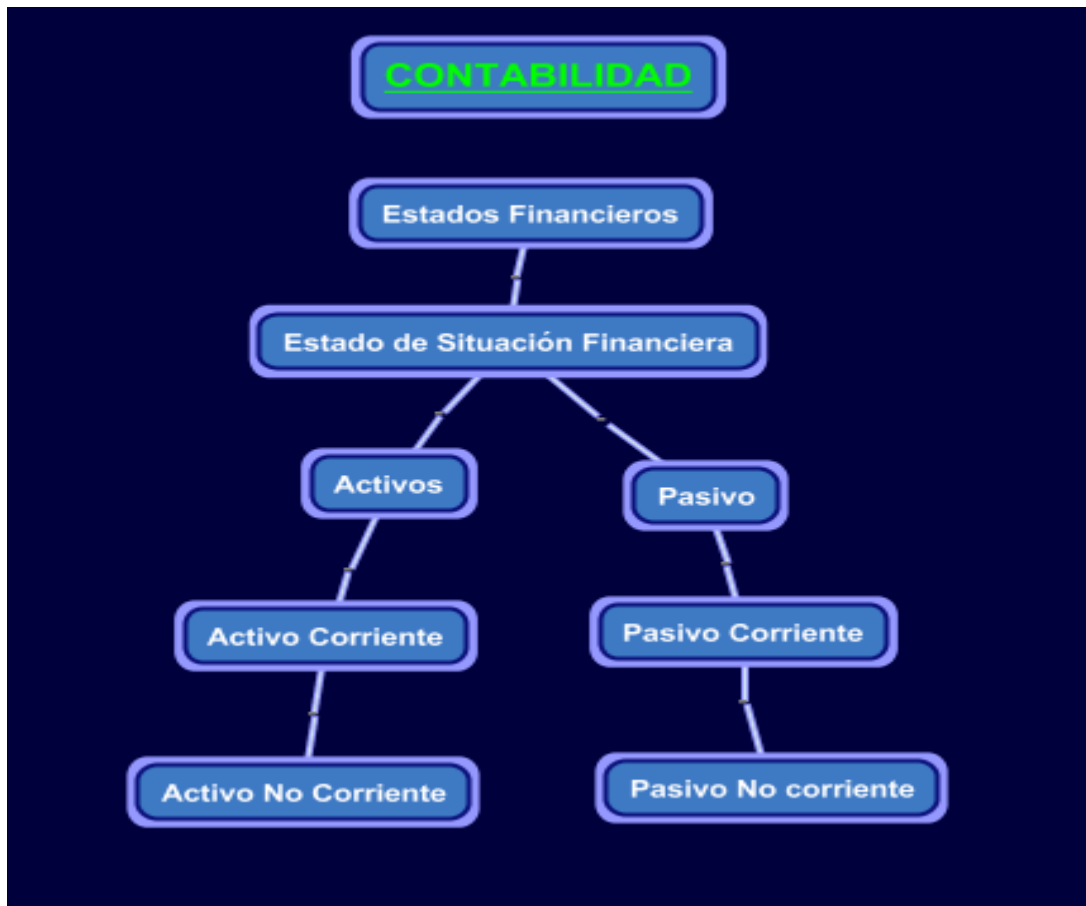 CONTABILIDAD
Estados Financieros
Estado de Situación Financiera
Activos
Pasivo
Activo Corriente
Pasivo Corriente
Activo No Corriente
Pasivo No corriente